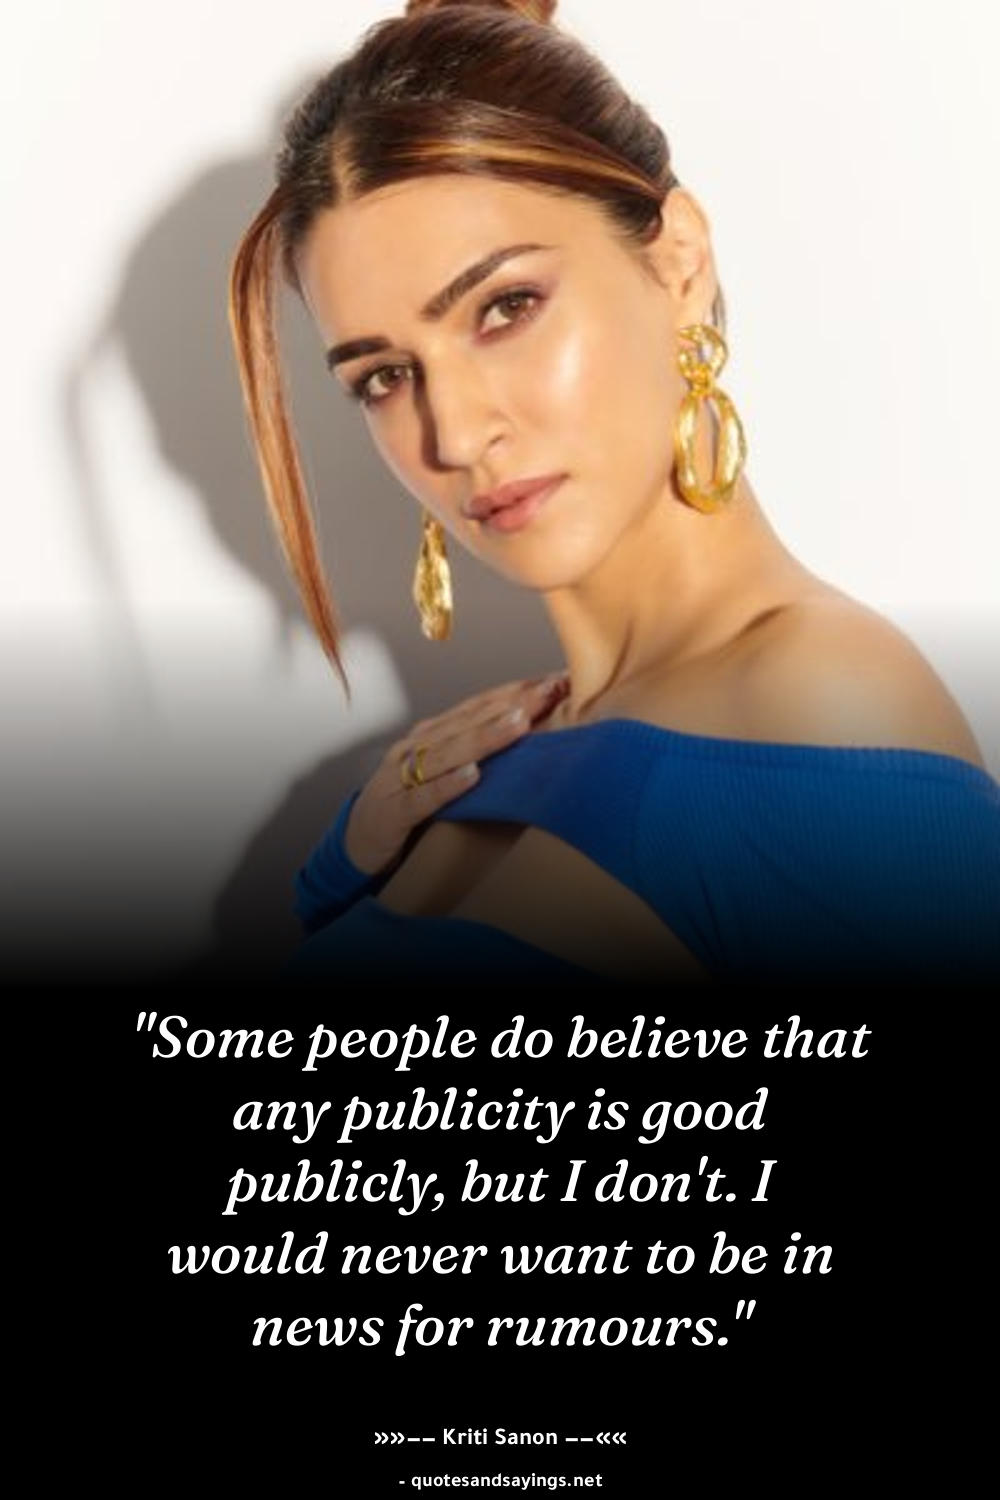 "Some people do believe that
any publicity is good
publicly, but I don't. I
would never want to be in
news for rumours."
»»−− Kriti Sanon −−««
- quotesandsayings.net